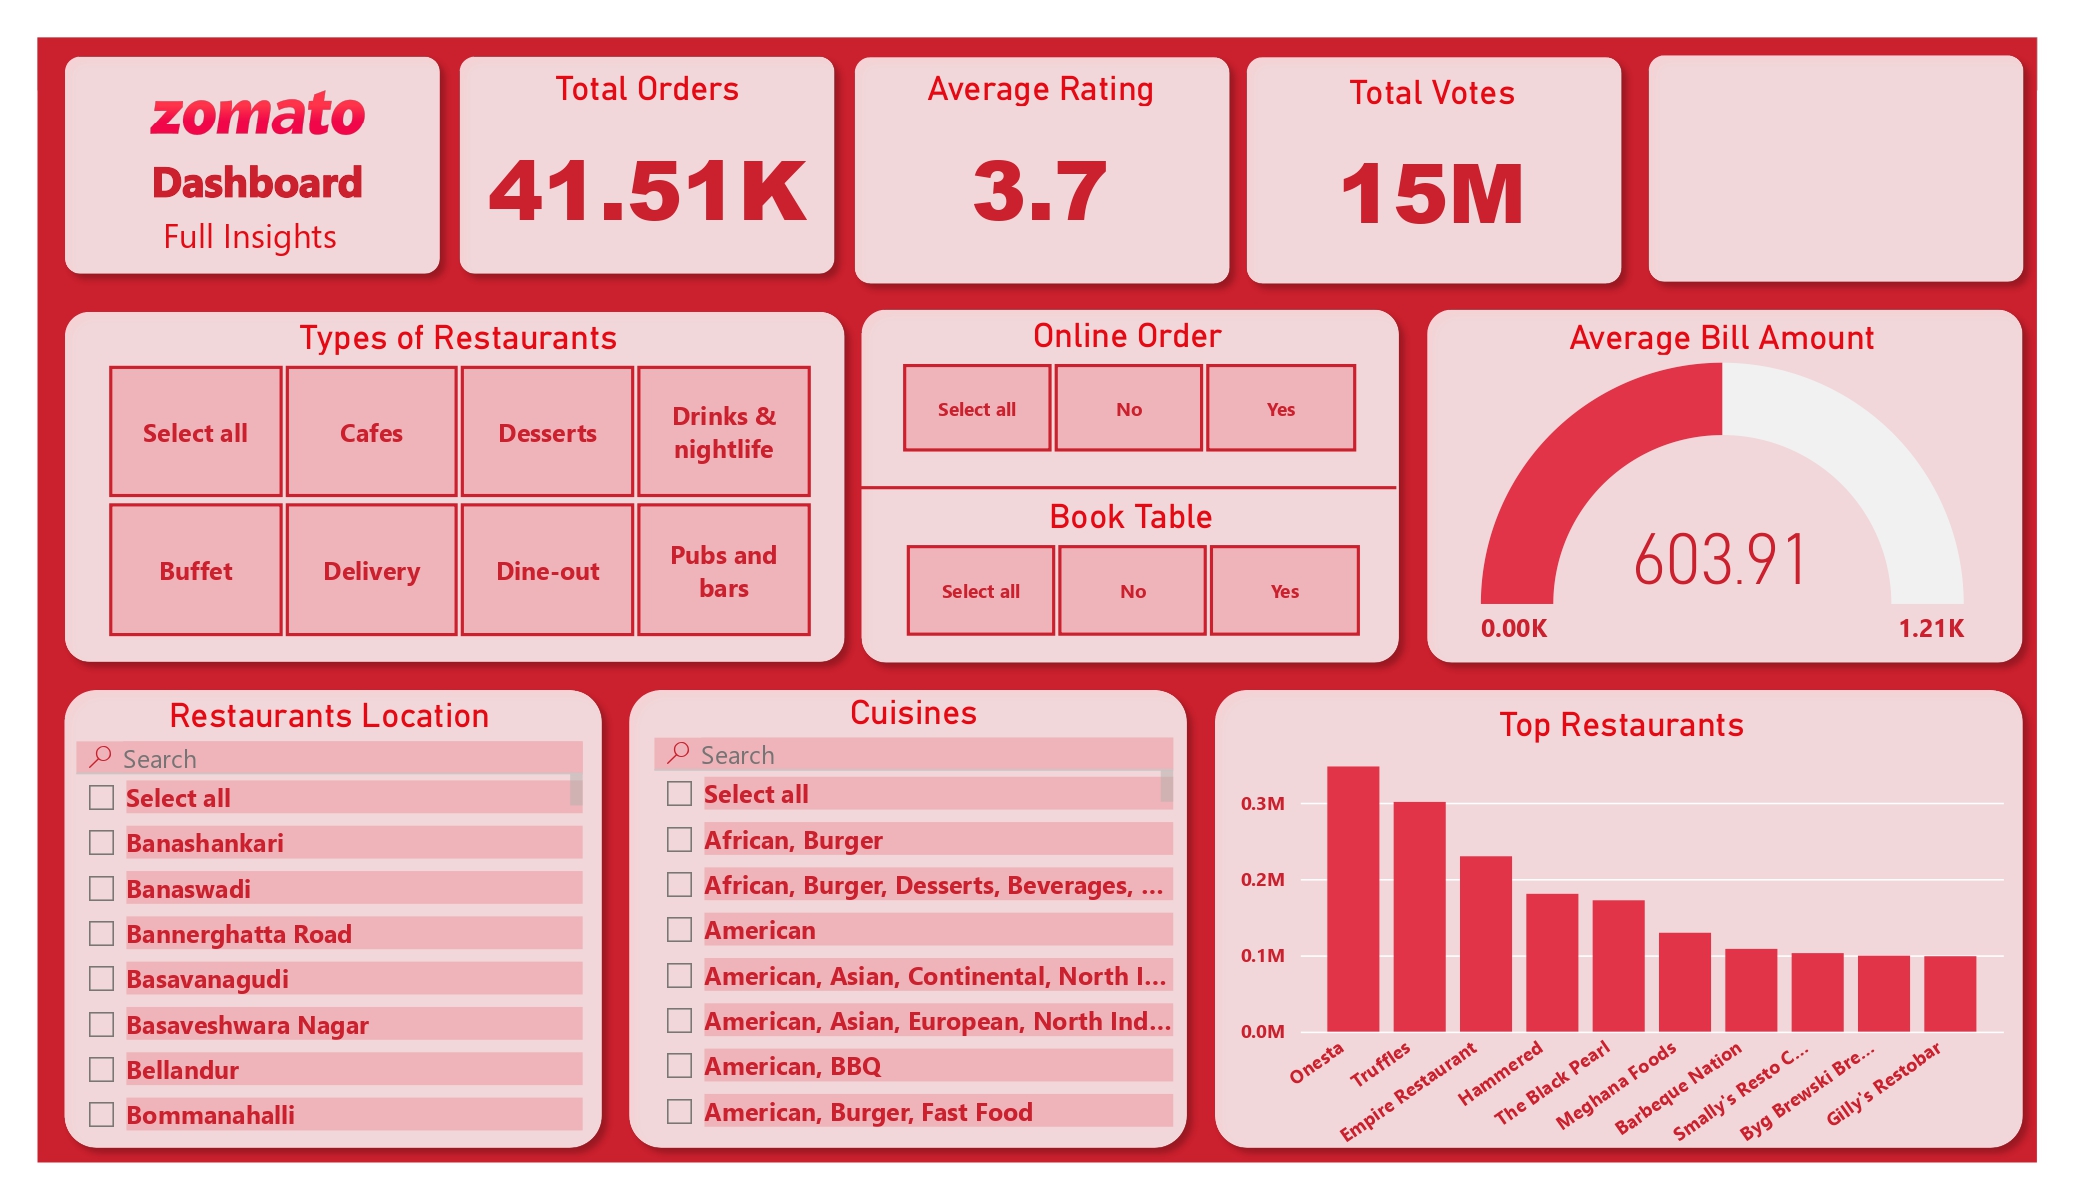 zomato
Dashboard
Full Insights
Total Orders
41.51K
Average Rating
3.7
Total Votes
15M
Types of Restaurants
Select all
Cafes
Desserts
Drinks &
nightlife
Buffet
Delivery
Dine-out
Pubs and
bars
Online Order
Select all
No
Yes
Book Table
Select all
No
Yes
Average Bill Amount
603.91
0.00K
1.21K
Restaurants Location
Search
Select all
Banashankari
Banaswadi
Bannerghatta Road
Basavanagudi
Basaveshwara Nagar
Bellandur
Bommanahalli
Cuisines
Search
Select all
African, Burger
African, Burger, Desserts, Beverages, ...
American
American, Asian, Continental, North I...
American, Asian, European, North Ind...
American, BBQ
American, Burger, Fast Food
Top Restaurants
0.3M
0.2M
0.1M
0.0M
Onesta
Truffles
Empire Restaurant
Hammered
The Black Pearl
Meghana Foods
Barbeque Nation
Smally's Resto C...
Byg Brewski Bre...
Gilly's Restobar